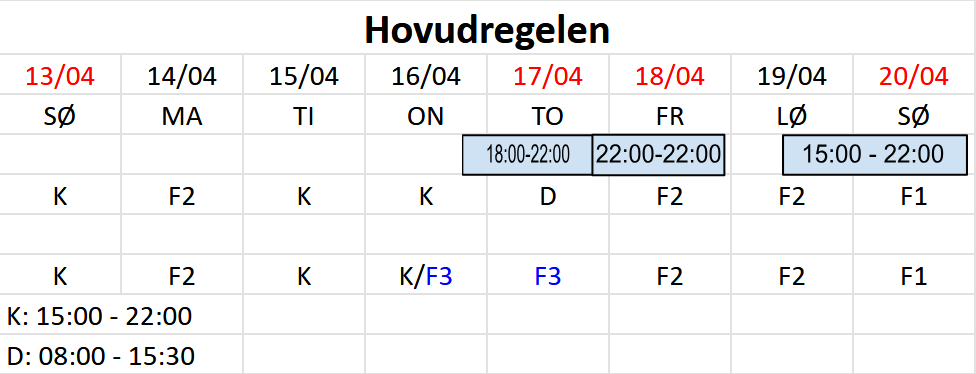 Hovudregelen
13/04 14/04 15/04 16/04 17/04 18/04 19/04 20/04
SØ MA TI ON TO FR LØ SØ
18:00-22:00 22:00-22:00 15:00 - 22:00
K F2 K K D F2 F2 F1
K F2 K K/F3 F3 F2 F2 F1
K: 15:00 - 22:00
D: 08:00 - 15:30